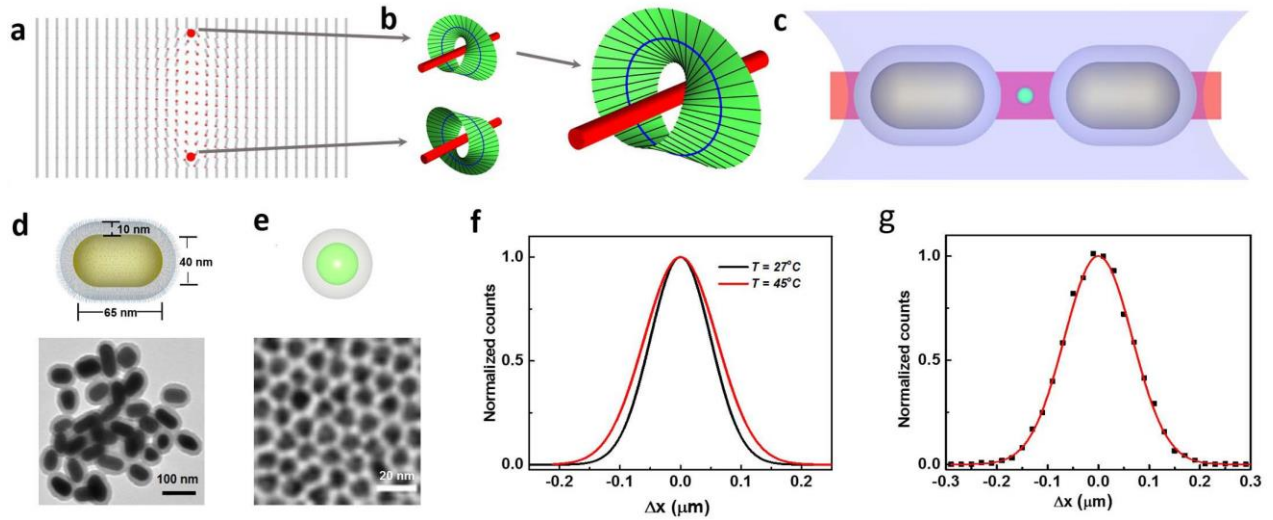 a
b
c
d
10 nm
40 nm
65 nm
100 nm
e
20 nm
f
T = 27°C
T = 45°C
Normalized counts
1.0
0.5
0.0
-0.2
-0.1
0.0
0.1
0.2
Δx (μm)
g
Normalized counts
1.0
0.5
0.0
-0.3
-0.2
-0.1
0.0
0.1
0.2
0.3
Δx (μm)